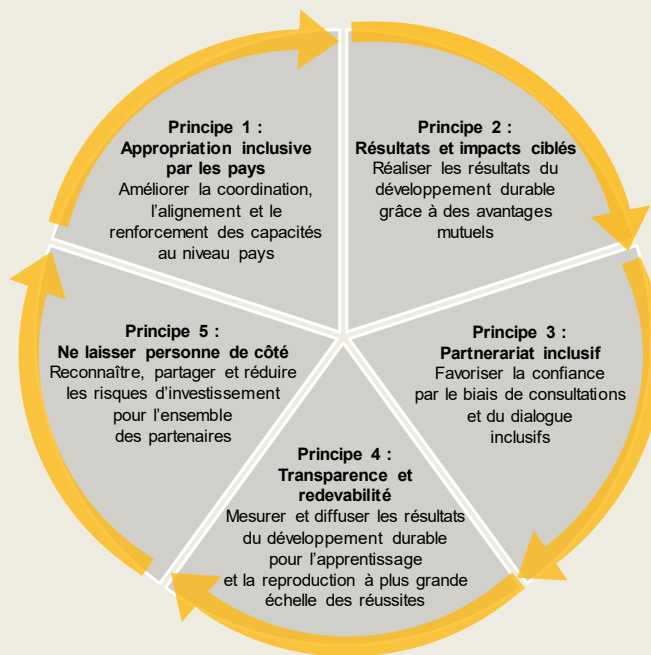 Principe 1 :
Appropriation inclusive
par les pays
Améliorer la coordination,
l'alignement et le
renforcement des capacités
au niveau pays
Principe 2 :
Résultats et impacts ciblés
Réaliser les résultats du
développement durable
grâce à des avantages
mutuels
Principe 3 :
Partnerariat inclusif
Favoriser la confiance
par le biais de consultations
et du dialogue
inclusifs
Principe 4 :
Transparence et
redevabilité
Mesurer et diffuser les résultats
du développement durable
pour l'apprentissage
et la reproduction à plus grande
échelle des réussites
Principe 5 :
Ne laisser personne de côté
Reconnaître, partager et réduire
les risques d'investissement
pour l'ensemble
des partenaires